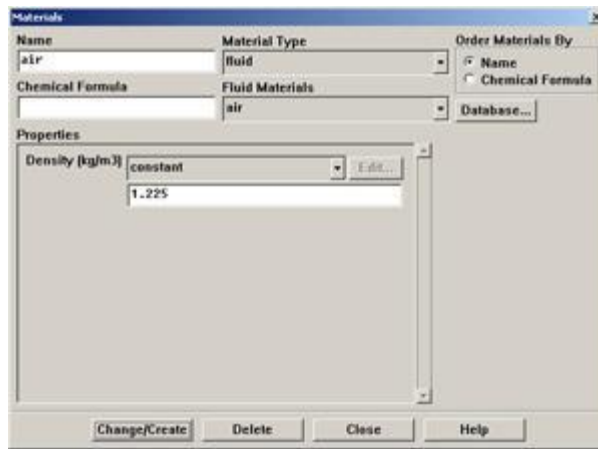 Materials
Name
air
Material Type
fluid
Order Materials By
Name
Chemical Formula
Chemical Formula
Fluid Materials
air
Database...
Properties
Density (kg/m3)
constant
Edit...
1.225
Change/Create
Delete
Close
Help